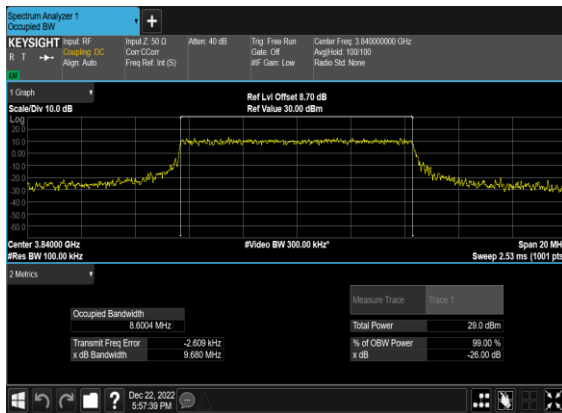 Spectrum Analyzer 1
Occupied BW
+
KEYSIGHT
R T
Input: RF
Coupling: DC
Align: Auto
Input Z: 50 Ω
Corr CCorr
Freq Ref: Int (S)
Atten: 40 dB
Trig: Free Run
Gate: Off
#IF Gain: Low
Center Freq: 3.840000000 GHz
Avg|Hold: 100/100
Radio Std: None
1 Graph
Scale/Div 10.0 dB
Ref Lvl Offset 8.70 dB
Ref Value 30.00 dBm
Log
20.0
10.0
0.00
-10.0
-20.0
-30.0
-40.0
-50.0
-60.0
Center 3.84000 GHz
#Res BW 100.00 kHz
#Video BW 300.00 kHz*
Span 20 MH
Sweep 2.53 ms (1001 pts
2 Metrics
Measure Trace Trace 1
Occupied Bandwidth
8.6004 MHz
Total Power 29.0 dBm
Transmit Freq Error -2.609 kHz
x dB Bandwidth 9.680 MHz
% of OBW Power 99.00 %
x dB -26.00 dB
?
Dec 22, 2022
5:57:39 PM